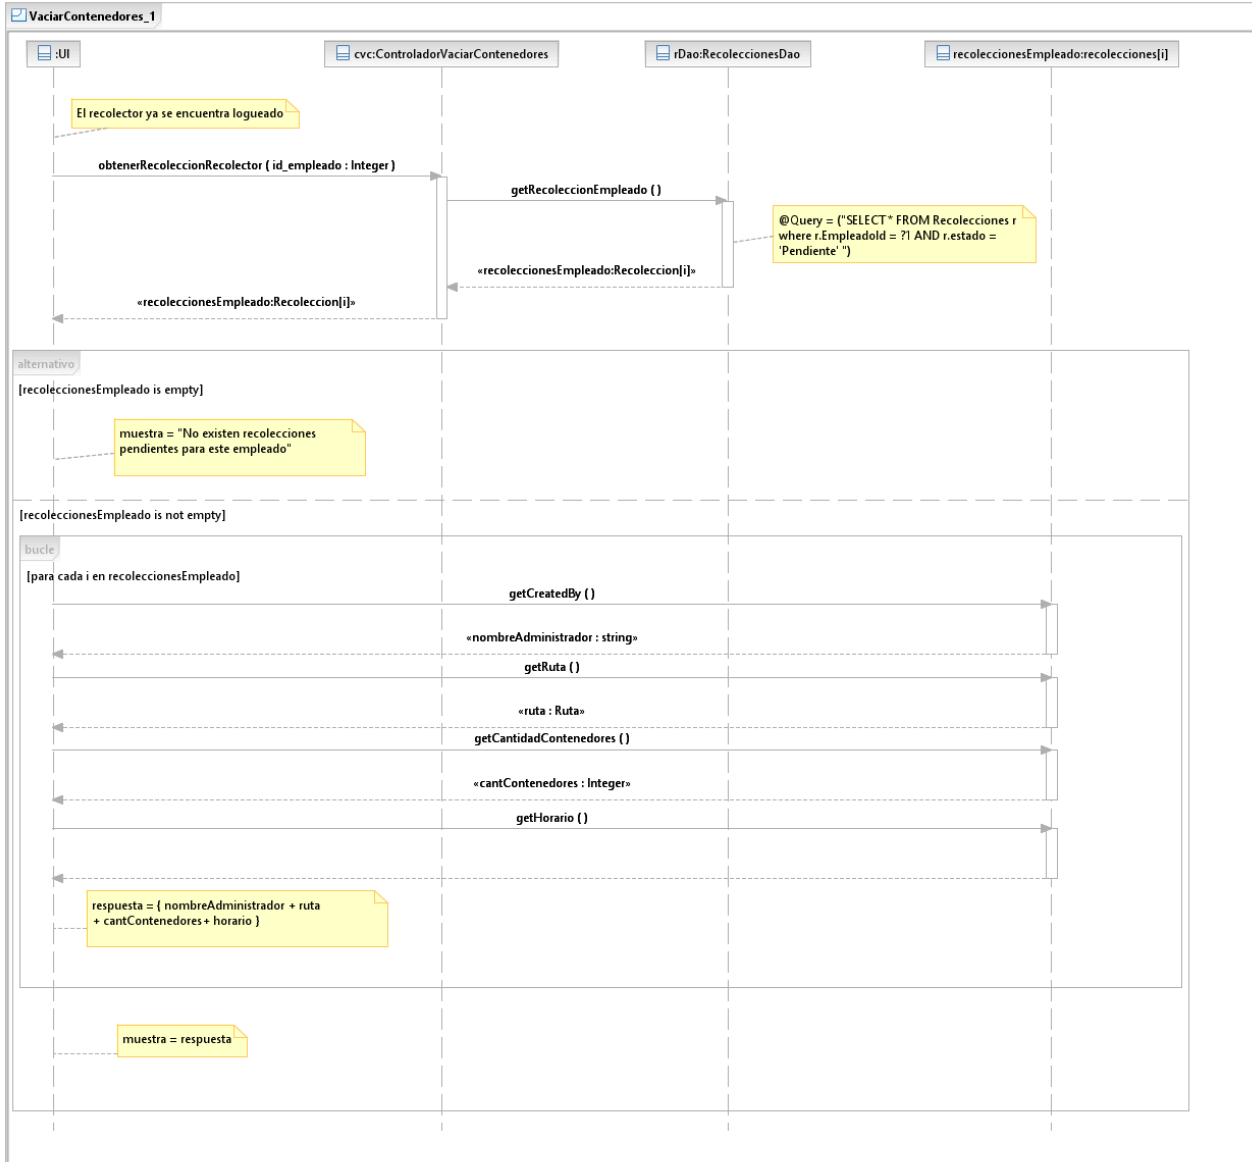 VaciarContenedores_1
:UI
cvc:ControladorVaciarContenedores
rDao:RecoleccionesDao
recoleccionesEmpleado:recolecciones[i]
El recolector ya se encuentra logueado
obtenerRecoleccionRecolector ( id_empleado : Integer )
getRecoleccionEmpleado ( )
@Query = ("SELECT* FROM Recolecciones r
where r.EmpleadoId = ?1 AND r.estado =
'Pendiente' ")
«recoleccionesEmpleado:Recoleccion[i]»
«recoleccionesEmpleado:Recoleccion[i]»
alternativo
[recoleccionesEmpleado is empty]
muestra = "No existen recolecciones
pendientes para este empleado"
[recoleccionesEmpleado is not empty]
bucle
[para cada i en recoleccionesEmpleado]
getCreatedBy ( )
«nombreAdministrador : string»
getRuta ( )
«ruta : Ruta»
getCantidadContenedores ( )
«cantContenedores : Integer»
getHorario ( )
respuesta = { nombreAdministrador + ruta
+ cantContenedores+ horario }
muestra = respuesta